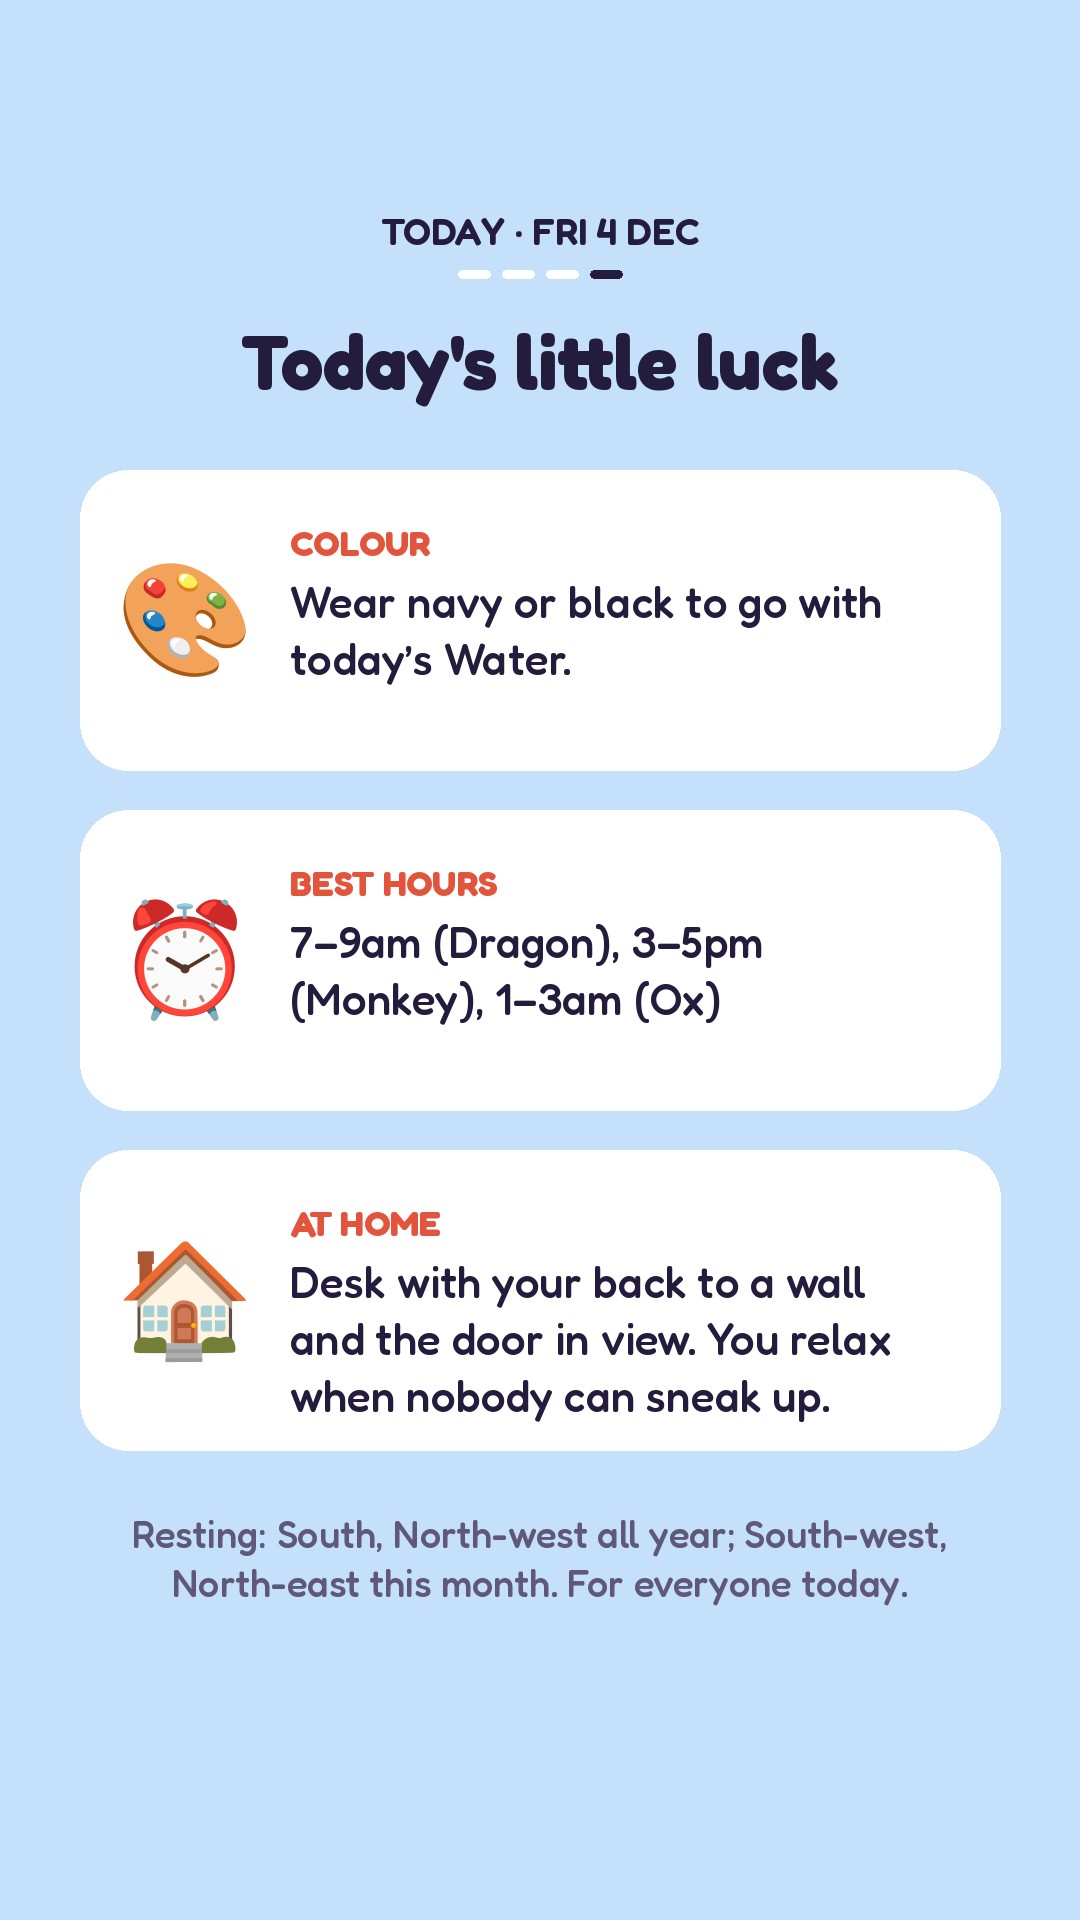 TODAY · FRI 4 DEC
Today's little luck
COLOUR
Wear navy or black to go with
today’s Water.
BEST HOURS
7–9am (Dragon), 3–5pm
(Monkey), 1–3am (Ox)
AT HOME
Desk with your back to a wall
and the door in view. You relax
when nobody can sneak up.
Resting: South, North-west all year; South-west,
North-east this month. For everyone today.